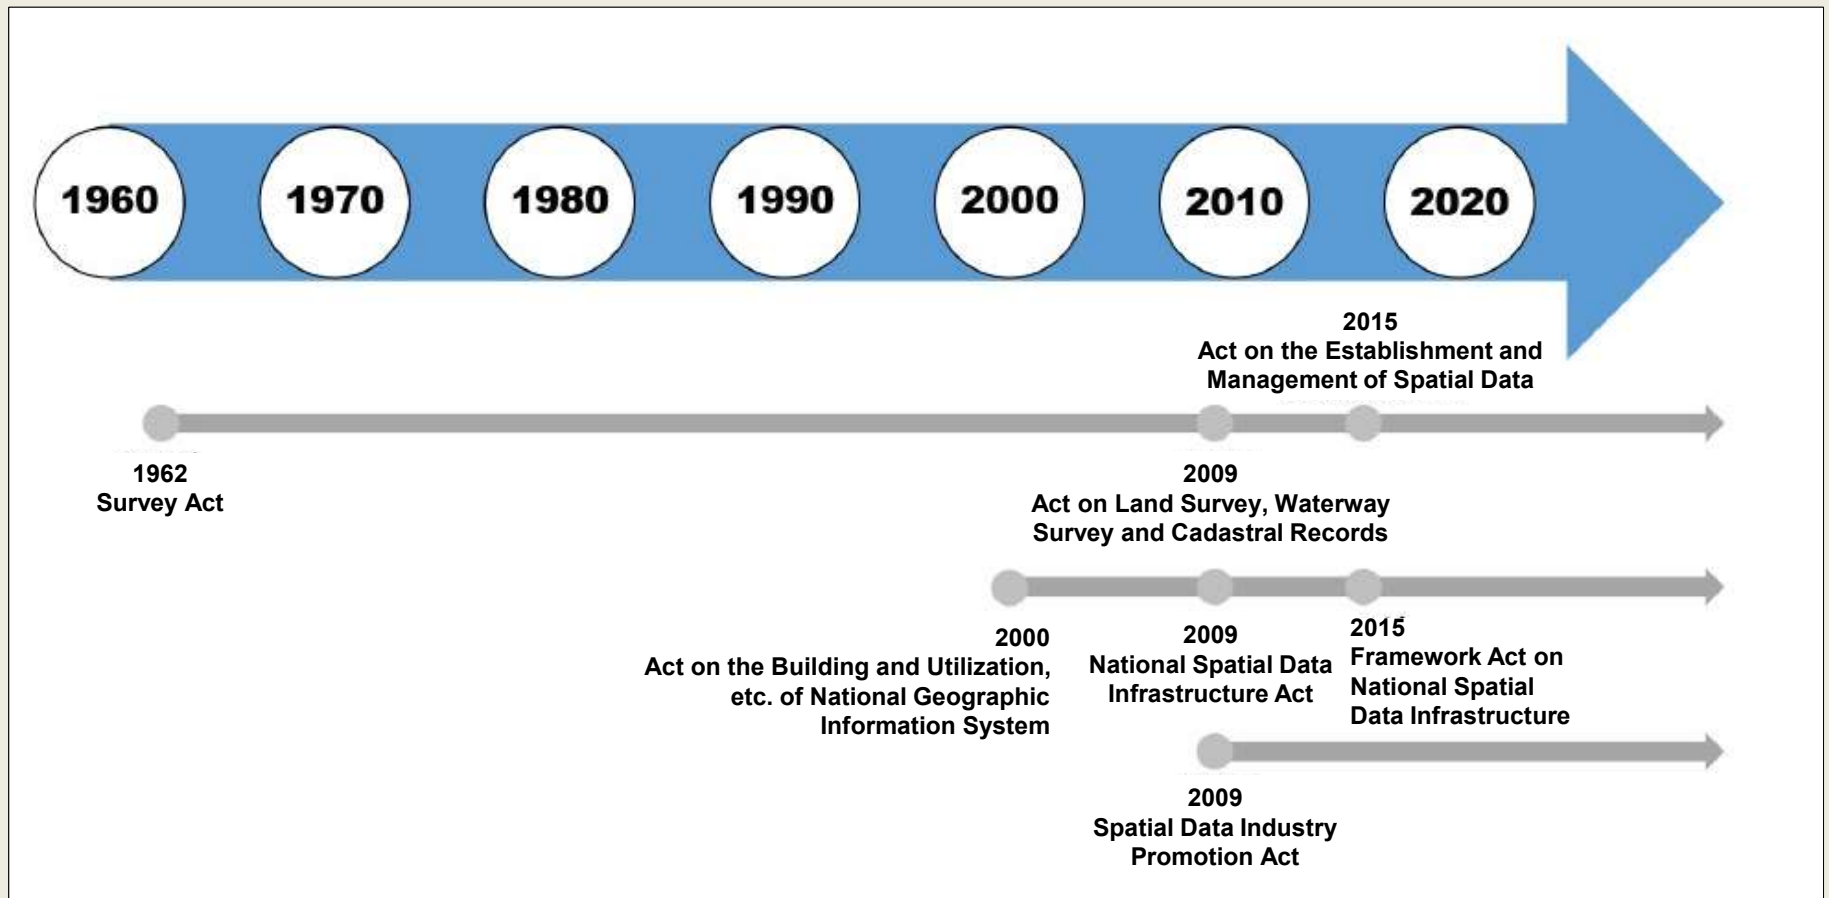 1960
1970
1980
1990
2000
2010
2020
2015
Act on the Establishment and
Management of Spatial Data
1962
Survey Act
2009
Act on Land Survey, Waterway
Survey and Cadastral Records
2000
Act on the Building and Utilization,
etc. of National Geographic
Information System
2009
National Spatial Data
Infrastructure Act
2015
Framework Act on
National Spatial
Data Infrastructure
2009
Spatial Data Industry
Promotion Act